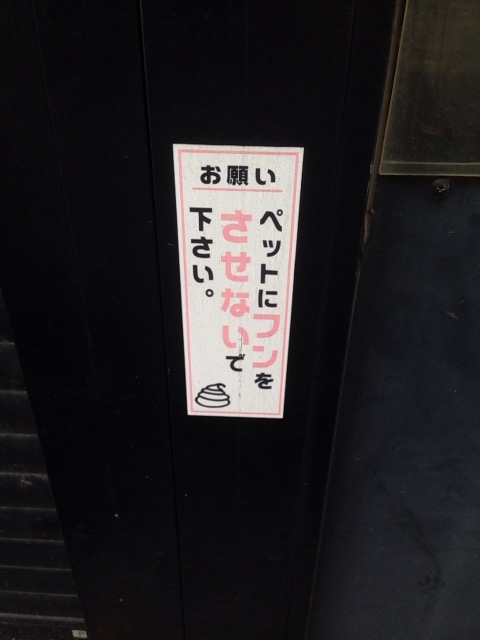 お願い
ペットにフンを
させないで
下さい。